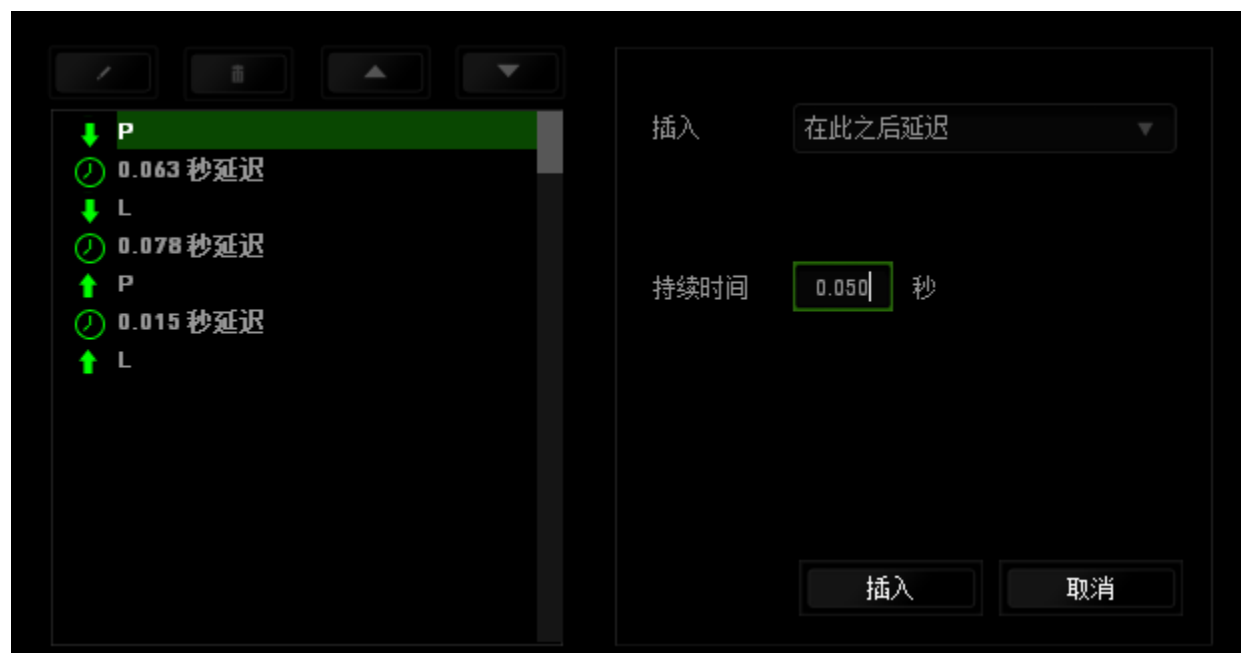 P
0.063 秒延迟
L
0.078 秒延迟
P
0.015 秒延迟
L
插入 在此之后延迟
持续时间 0.050 秒
插入 取消